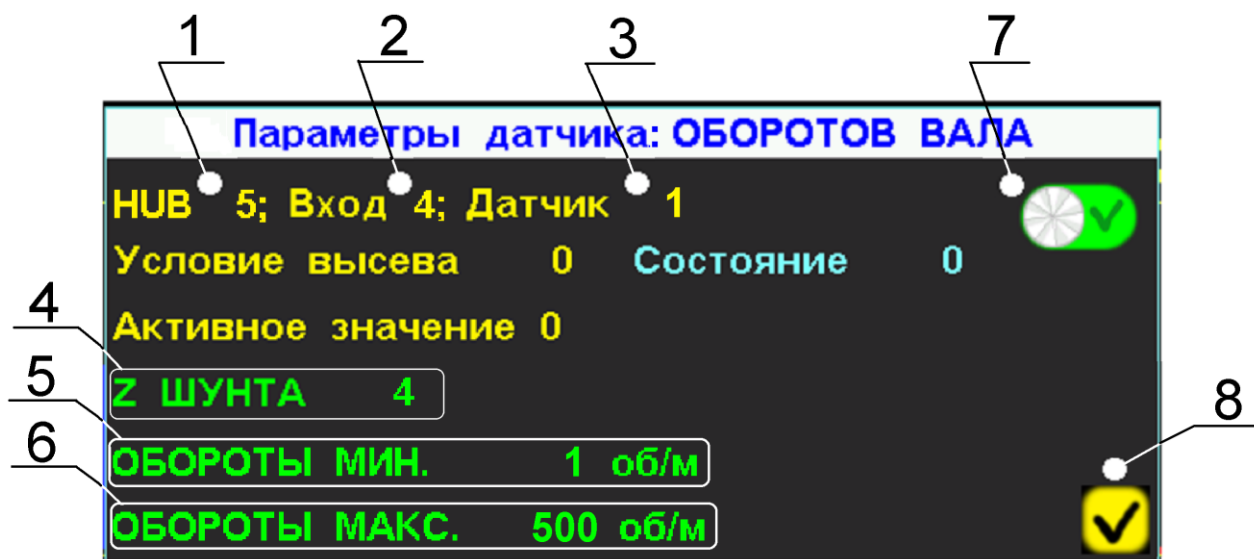 1 2 3 7
Параметры датчика: ОБОРОТОВ ВАЛА
HUB 5; Вход 4; Датчик 1
Условие высева 0 Состояние 0
4
Активное значение 0
5
Z ШУНТА 4
8
6
ОБОРОТЫ МИН. 1 об/м
ОБОРОТЫ МАКС. 500 об/м